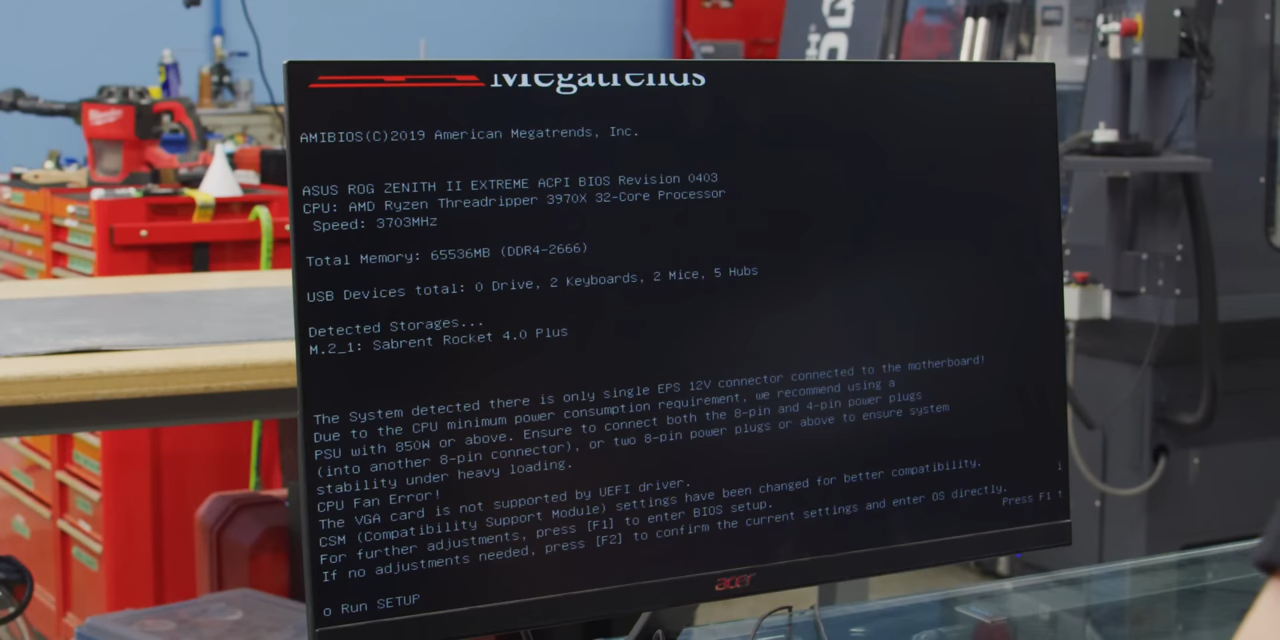 Megatrends
AMIBIOS(C)2019 American Megatrends, Inc.
ASUS ROG ZENITH II EXTREME ACPI BIOS Revision 0403
CPU: AMD Ryzen Threadripper 3970X 32-Core Processor
Speed: 3703MHz
Total Memory: 65536MB (DDR4-2666)
USB Devices total: 0 Drive, 2 Keyboards, 2 Mice, 5 Hubs
Detected Storages...
M.2_1: Sabrent Rocket 4.0 Plus
The System detected there is only single EPS 12V connector connected to the motherboard!
Due to the CPU minimum power consumption requirement, we recommend using a
PSU with 850W or above. Ensure to connect both the 8-pin and 4-pin power plugs
(into another 8-pin connector), or two 8-pin power plugs or above to ensure system
stability under heavy loading.
CPU Fan Error!
The VGA card is not supported by UEFI driver.
CSM (Compatibility Support Module) settings have been changed for better compatibility.
For further adjustments, press [F1] to enter BIOS setup.
If no adjustments needed, press [F2] to confirm the current settings and enter OS directly.
Press F1 t
o Run SETUP
acer
Milwaukee